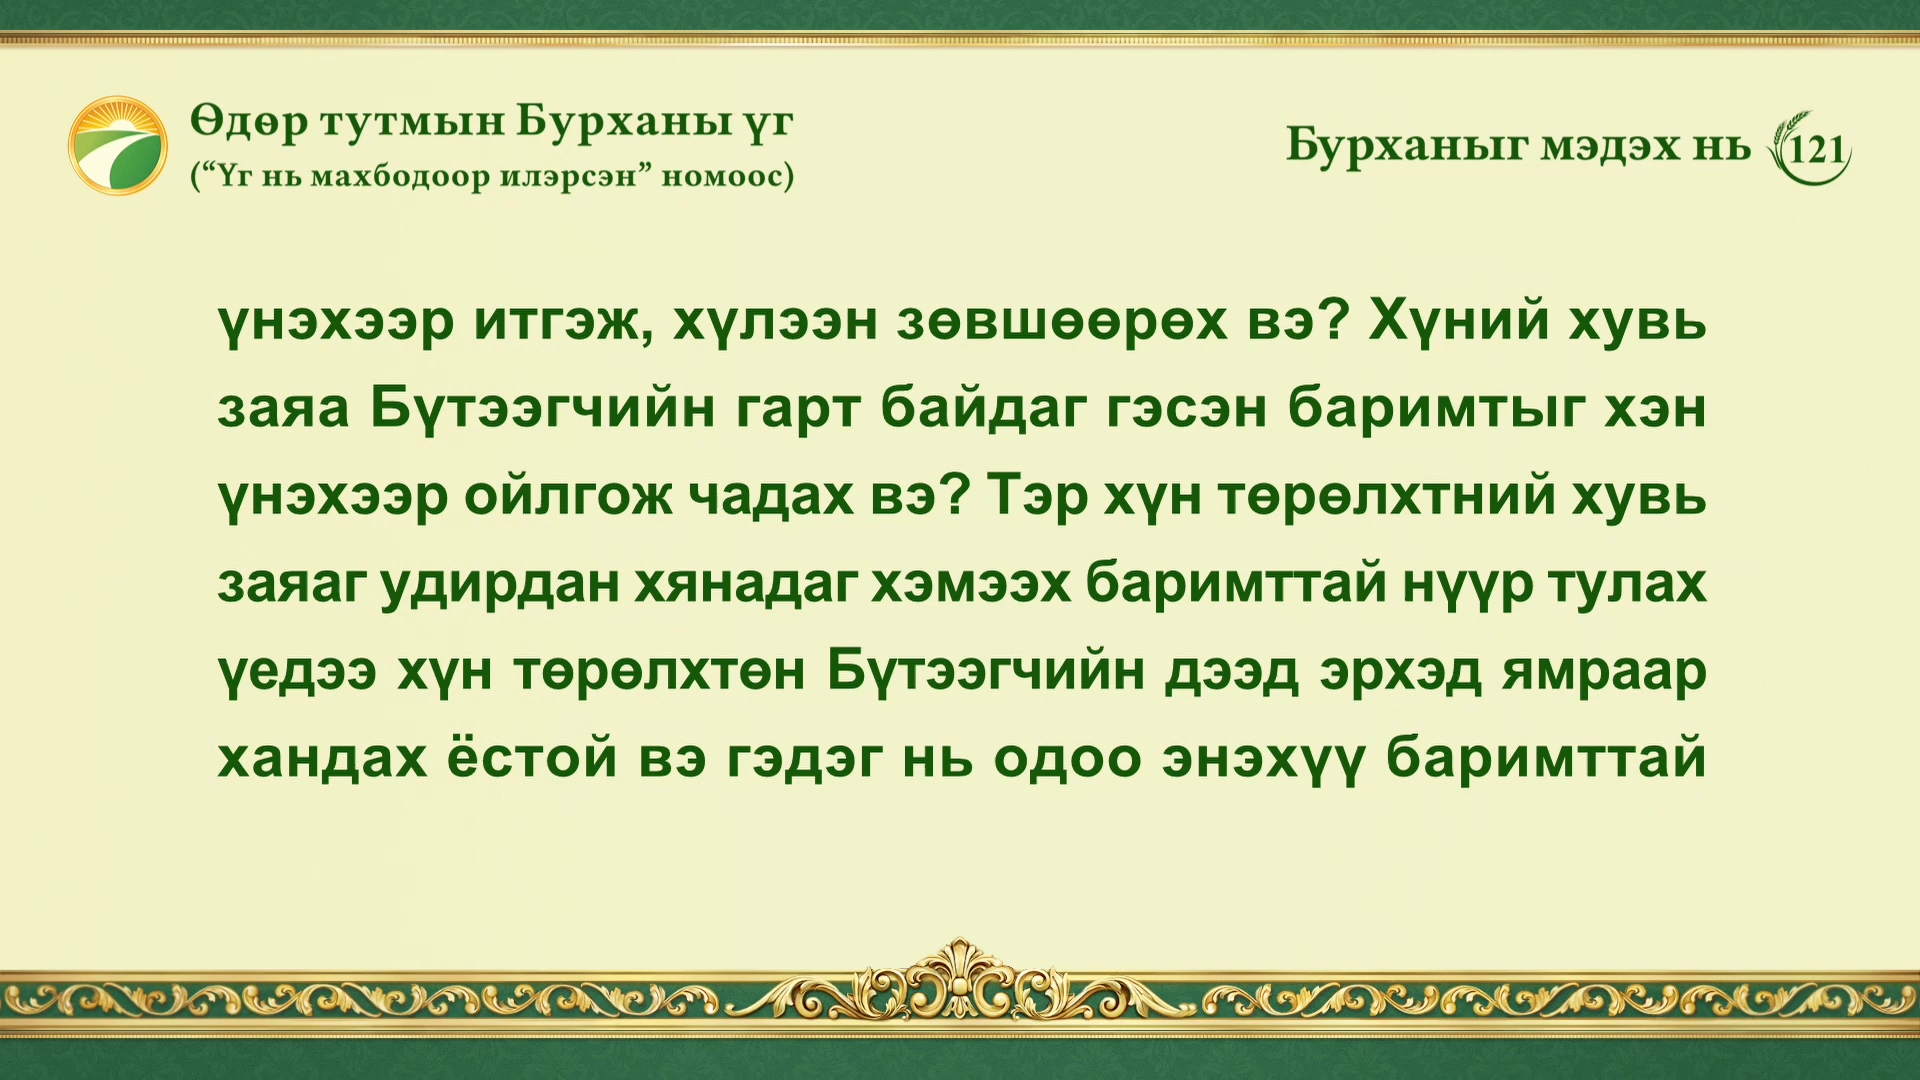 Өдөр тутмын Бурханы үг
(“Үг нь махбодоор илэрсэн” номоос)
Бурханыг мэдэх нь 121
үнэхээр итгэж, хүлээн зөвшөөрөх вэ? Хүний хувь
заяа Бүтээгчийн гарт байдаг гэсэн баримтыг хэн
үнэхээр ойлгож чадах вэ? Тэр хүн төрөлхтний хувь
заяаг удирдан хянадаг хэмээх баримттай нүүр тулах
үедээ хүн төрөлхтөн Бүтээгчийн дээд эрхэд ямраар
хандах ёстой вэ гэдэг нь одоо энэхүү баримттай